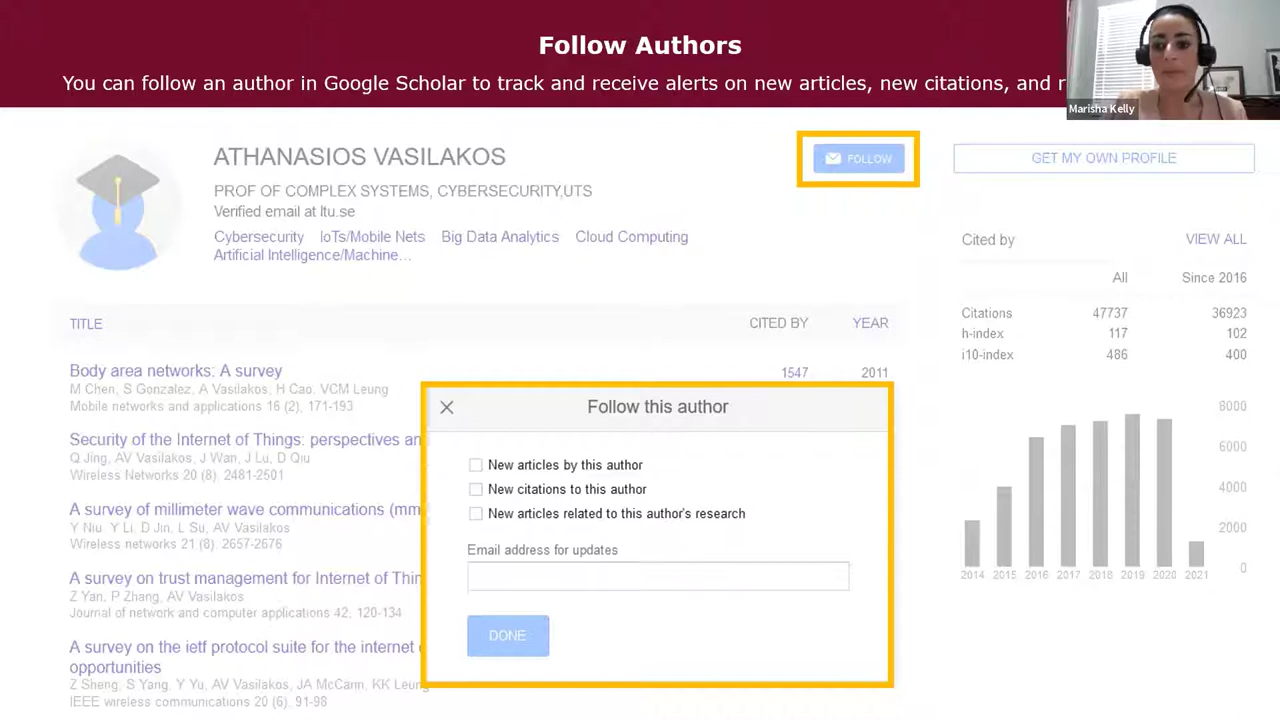 Follow Authors
You can follow an author in Google Scholar to track and receive alerts on new articles, new citations, and r
Marisha Kelly
ATHANASIOS VASILAKOS
FOLLOW
GET MY OWN PROFILE
PROF OF COMPLEX SYSTEMS, CYBERSECURITY,UTS
Verified email at ltu.se
Cybersecurity IoTs/Mobile Nets Big Data Analytics Cloud Computing
Artificial Intelligence/Machine...
Cited by VIEW ALL
All Since 2016
Citations 47737 36923
h-index 117 102
i10-index 486 400
TITLE CITED BY YEAR
Body area networks: A survey 1547 2011
M Chen, S Gonzalez, A Vasilakos, H Cao, VCM Leung
Mobile networks and applications 16 (2), 171-193
Security of the Internet of Things: perspectives an
Q Jing, AV Vasilakos, J Wan, J Lu, D Qiu
Wireless Networks 20 (8), 2481-2501
A survey of millimeter wave communications (mm
Y Niu, Y Li, D Jin, L Su, AV Vasilakos
Wireless networks 21 (8), 2657-2676
A survey on trust management for Internet of Thin
Z Yan, P Zhang, AV Vasilakos
Journal of network and computer applications 42, 120-134
A survey on the ietf protocol suite for the internet
opportunities
Z Sheng, S Yang, Y Yu, AV Vasilakos, JA McCann, KK Leung
IEEE wireless communications 20 (6), 91-98
Follow this author
New articles by this author
New citations to this author
New articles related to this author's research
Email address for updates
DONE
8000
6000
4000
2000
0
2014 2015 2016 2017 2018 2019 2020 2021